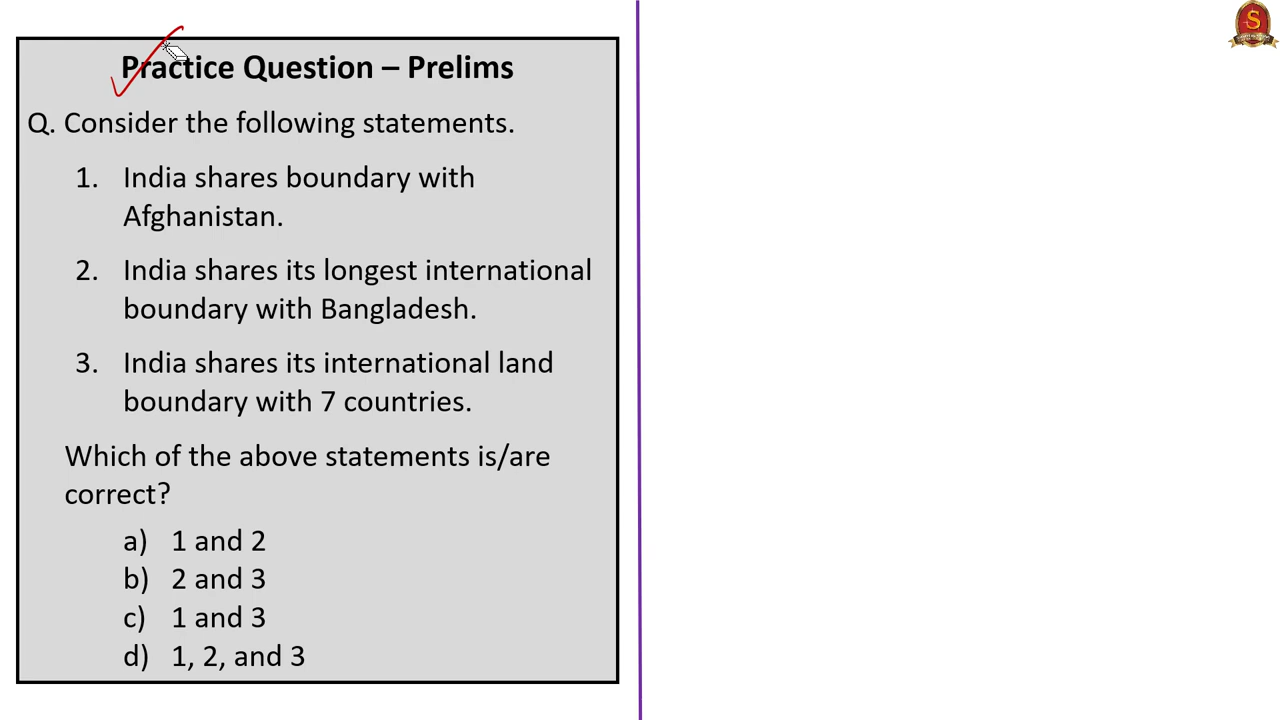 Practice Question – Prelims
Q. Consider the following statements.
1. India shares boundary with
Afghanistan.
2. India shares its longest international
boundary with Bangladesh.
3. India shares its international land
boundary with 7 countries.
Which of the above statements is/are
correct?
a) 1 and 2
b) 2 and 3
c) 1 and 3
d) 1, 2, and 3
S